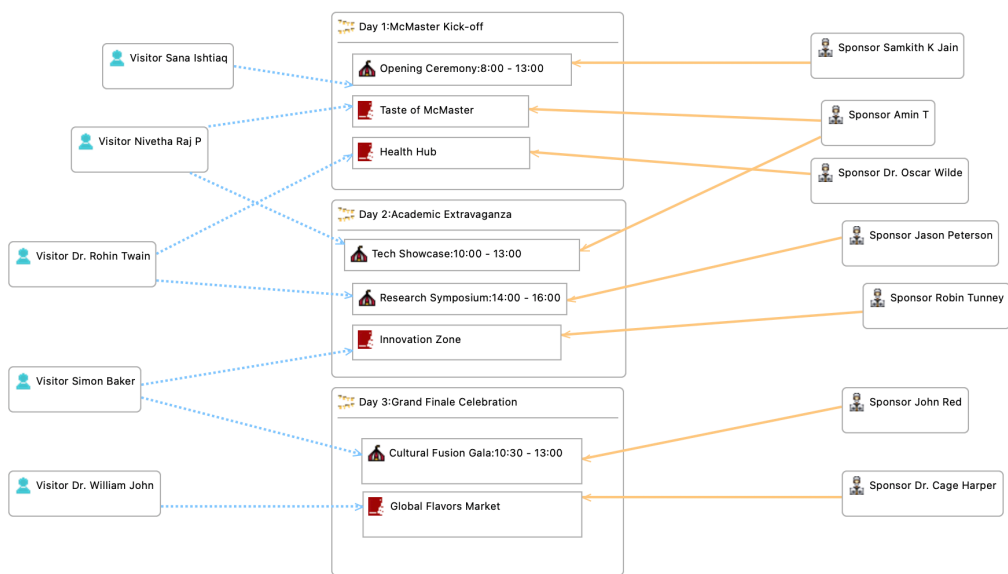 Day 1:McMaster Kick-off
Visitor Sana Ishtiaq
Opening Ceremony:8:00 - 13:00
Sponsor Samkith K Jain
Taste of McMaster
Sponsor Amin T
Visitor Nivetha Raj P
Health Hub
Sponsor Dr. Oscar Wilde
Day 2:Academic Extravaganza
Sponsor Jason Peterson
Visitor Dr. Rohin Twain
Tech Showcase:10:00 - 13:00
Research Symposium:14:00 - 16:00
Sponsor Robin Tunney
Innovation Zone
Visitor Simon Baker
Day 3:Grand Finale Celebration
Sponsor John Red
Cultural Fusion Gala:10:30 - 13:00
Visitor Dr. William John
Sponsor Dr. Cage Harper
Global Flavors Market